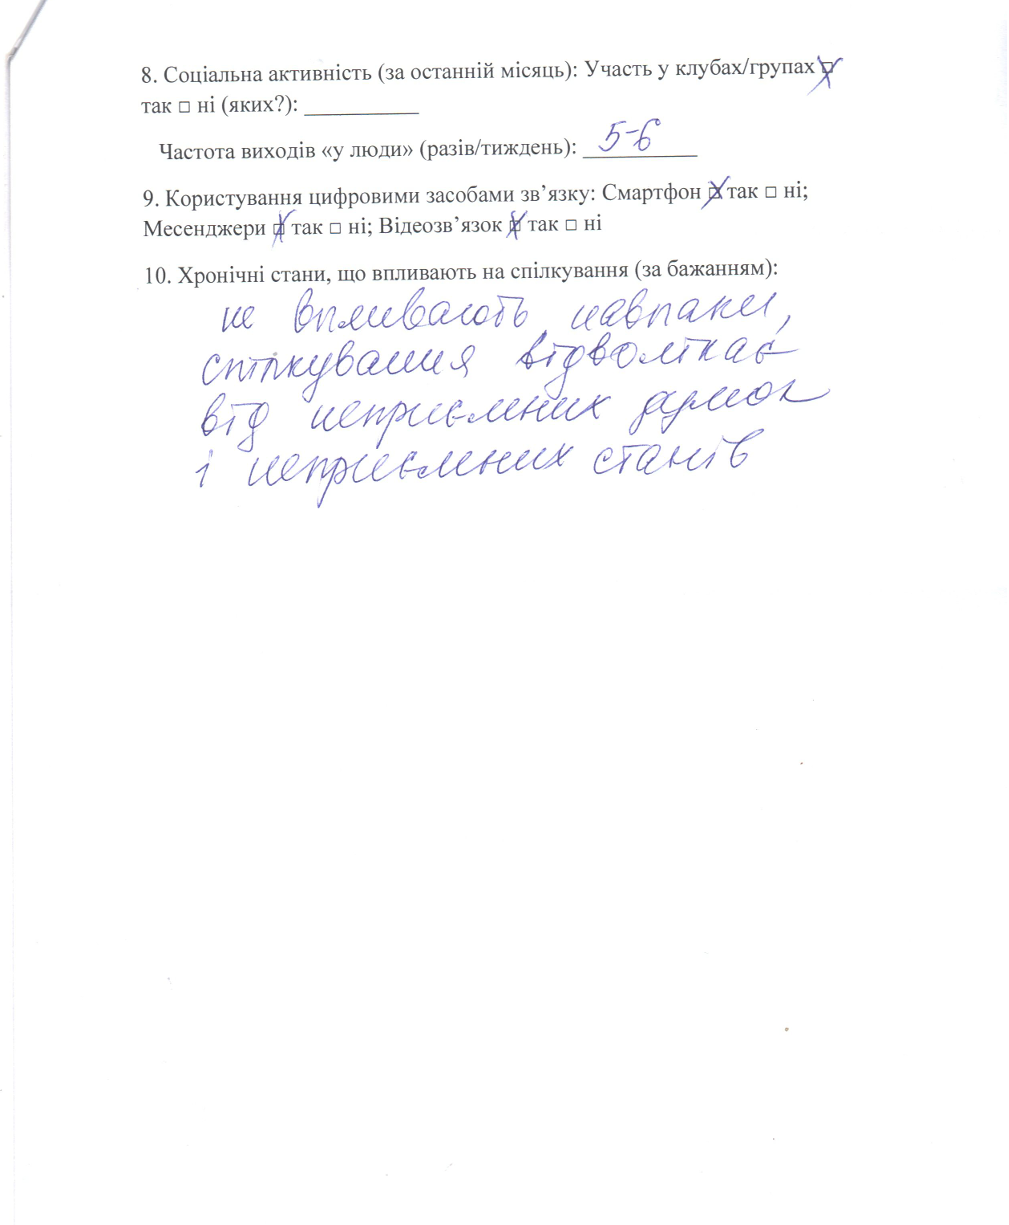 8. Соціальна активність (за останній місяць): Участь у клубах/групах ☒
так □ ні (яких?): __________
Частота виходів «у люди» (разів/тиждень): 5-6
9. Користування цифровими засобами зв’язку: Смартфон ☒ так □ ні;
Месенджери ☒ так □ ні; Відеозв’язок ☒ так □ ні
10. Хронічні стани, що впливають на спілкування (за бажанням):
не впливають, навпаки,
спілкування відволікає
від неприємних думок
і неприємних станів